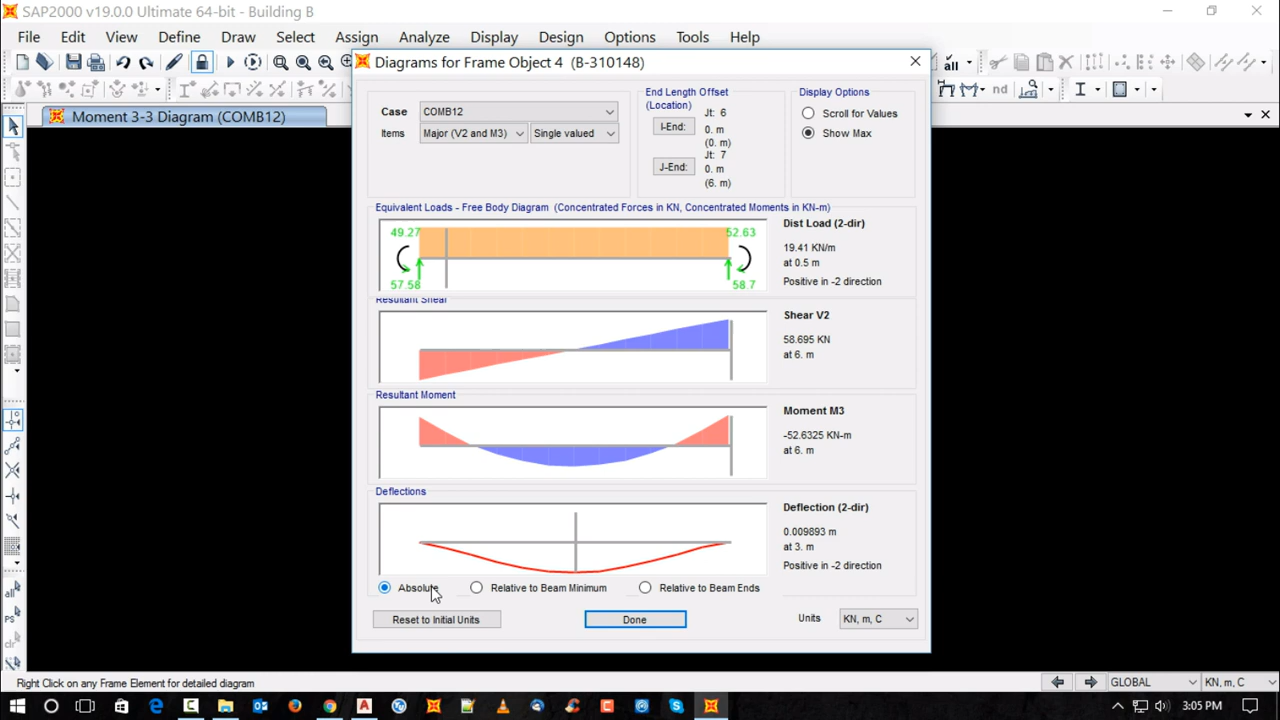 SAP2000 v19.0.0 Ultimate 64-bit - Building B
File Edit View Define Draw Select Assign Analyze Display Design Options Tools Help
all
nd
Moment 3-3 Diagram (COMB12)
Diagrams for Frame Object 4 (B-310148)
Case COMB12
Items Major (V2 and M3) Single valued
End Length Offset
(Location)
I-End:
Jt: 6
0. m
(0. m)
J-End:
Jt: 7
0. m
(6. m)
Display Options
Scroll for Values
Show Max
Equivalent Loads - Free Body Diagram (Concentrated Forces in KN, Concentrated Moments in KN-m)
49.27 52.63
57.58 58.7
Dist Load (2-dir)
19.41 KN/m
at 0.5 m
Positive in -2 direction
Resultant Shear
Shear V2
58.695 KN
at 6. m
Resultant Moment
Moment M3
-52.6325 KN-m
at 6. m
Deflections
Deflection (2-dir)
0.009893 m
at 3. m
Positive in -2 direction
Absolute Relative to Beam Minimum Relative to Beam Ends
Reset to Initial Units Done Units KN, m, C
all
PS
clr
Right Click on any Frame Element for detailed diagram GLOBAL KN, m, C
3:05 PM